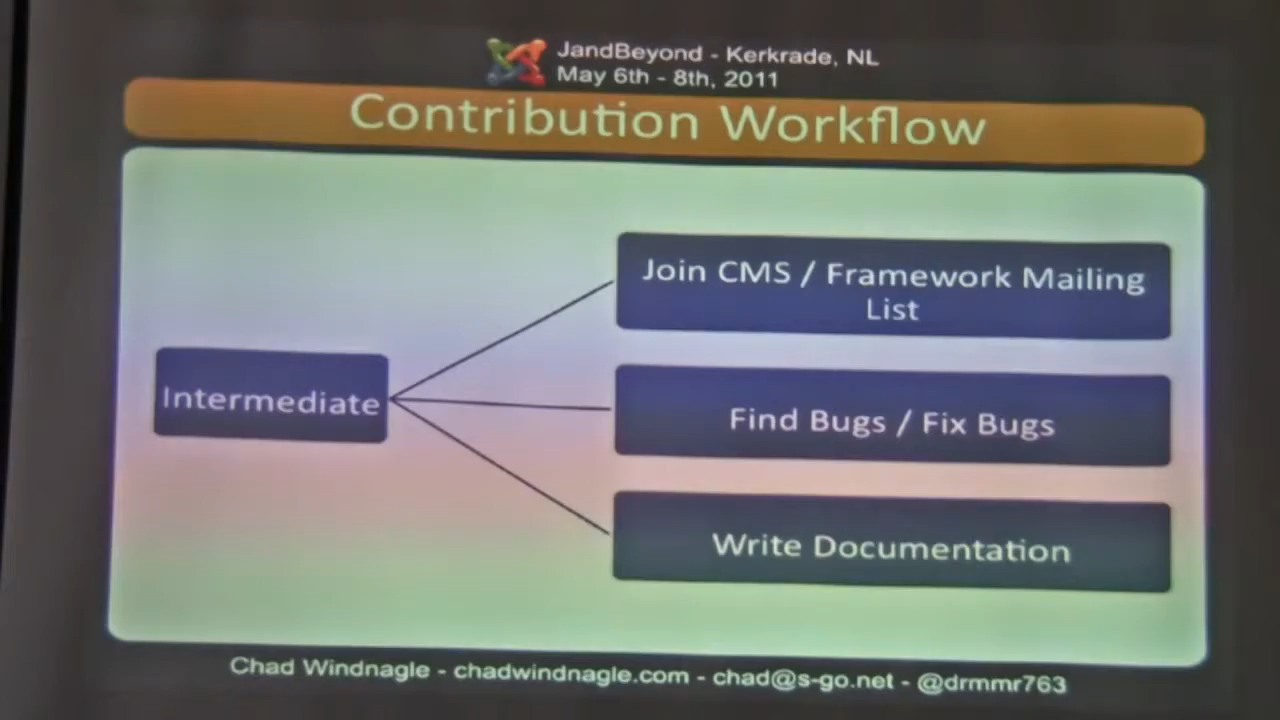 JandBeyond - Kerkrade, NL
May 6th - 8th, 2011
Contribution Workflow
Intermediate
Join CMS / Framework Mailing
List
Find Bugs / Fix Bugs
Write Documentation
Chad Windnagle - chadwindnagle.com - chad@s-go.net - @drmmr763